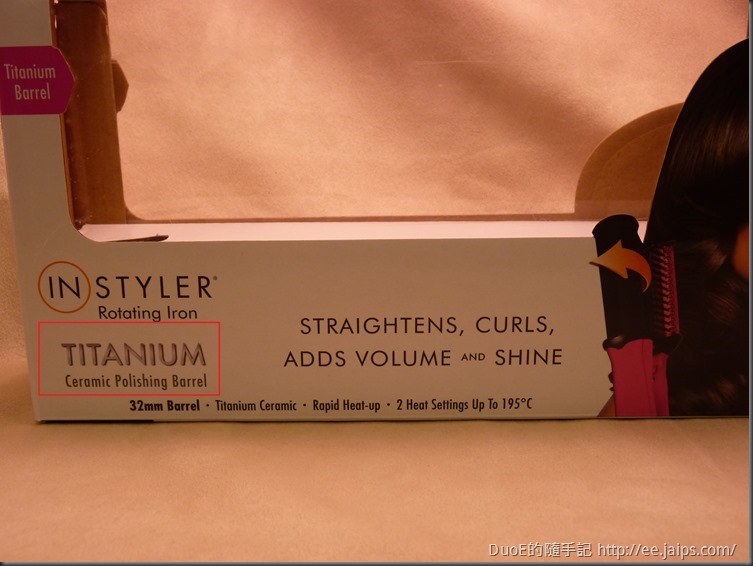 Titanium
Barrel
INSTYLER®
Rotating Iron
TITANIUM
Ceramic Polishing Barrel
STRAIGHTENS, CURLS,
ADDS VOLUME AND SHINE
32mm Barrel · Titanium Ceramic · Rapid Heat-up · 2 Heat Settings Up To 195°C
DuoE的隨手記 http://ee.jaips.com/